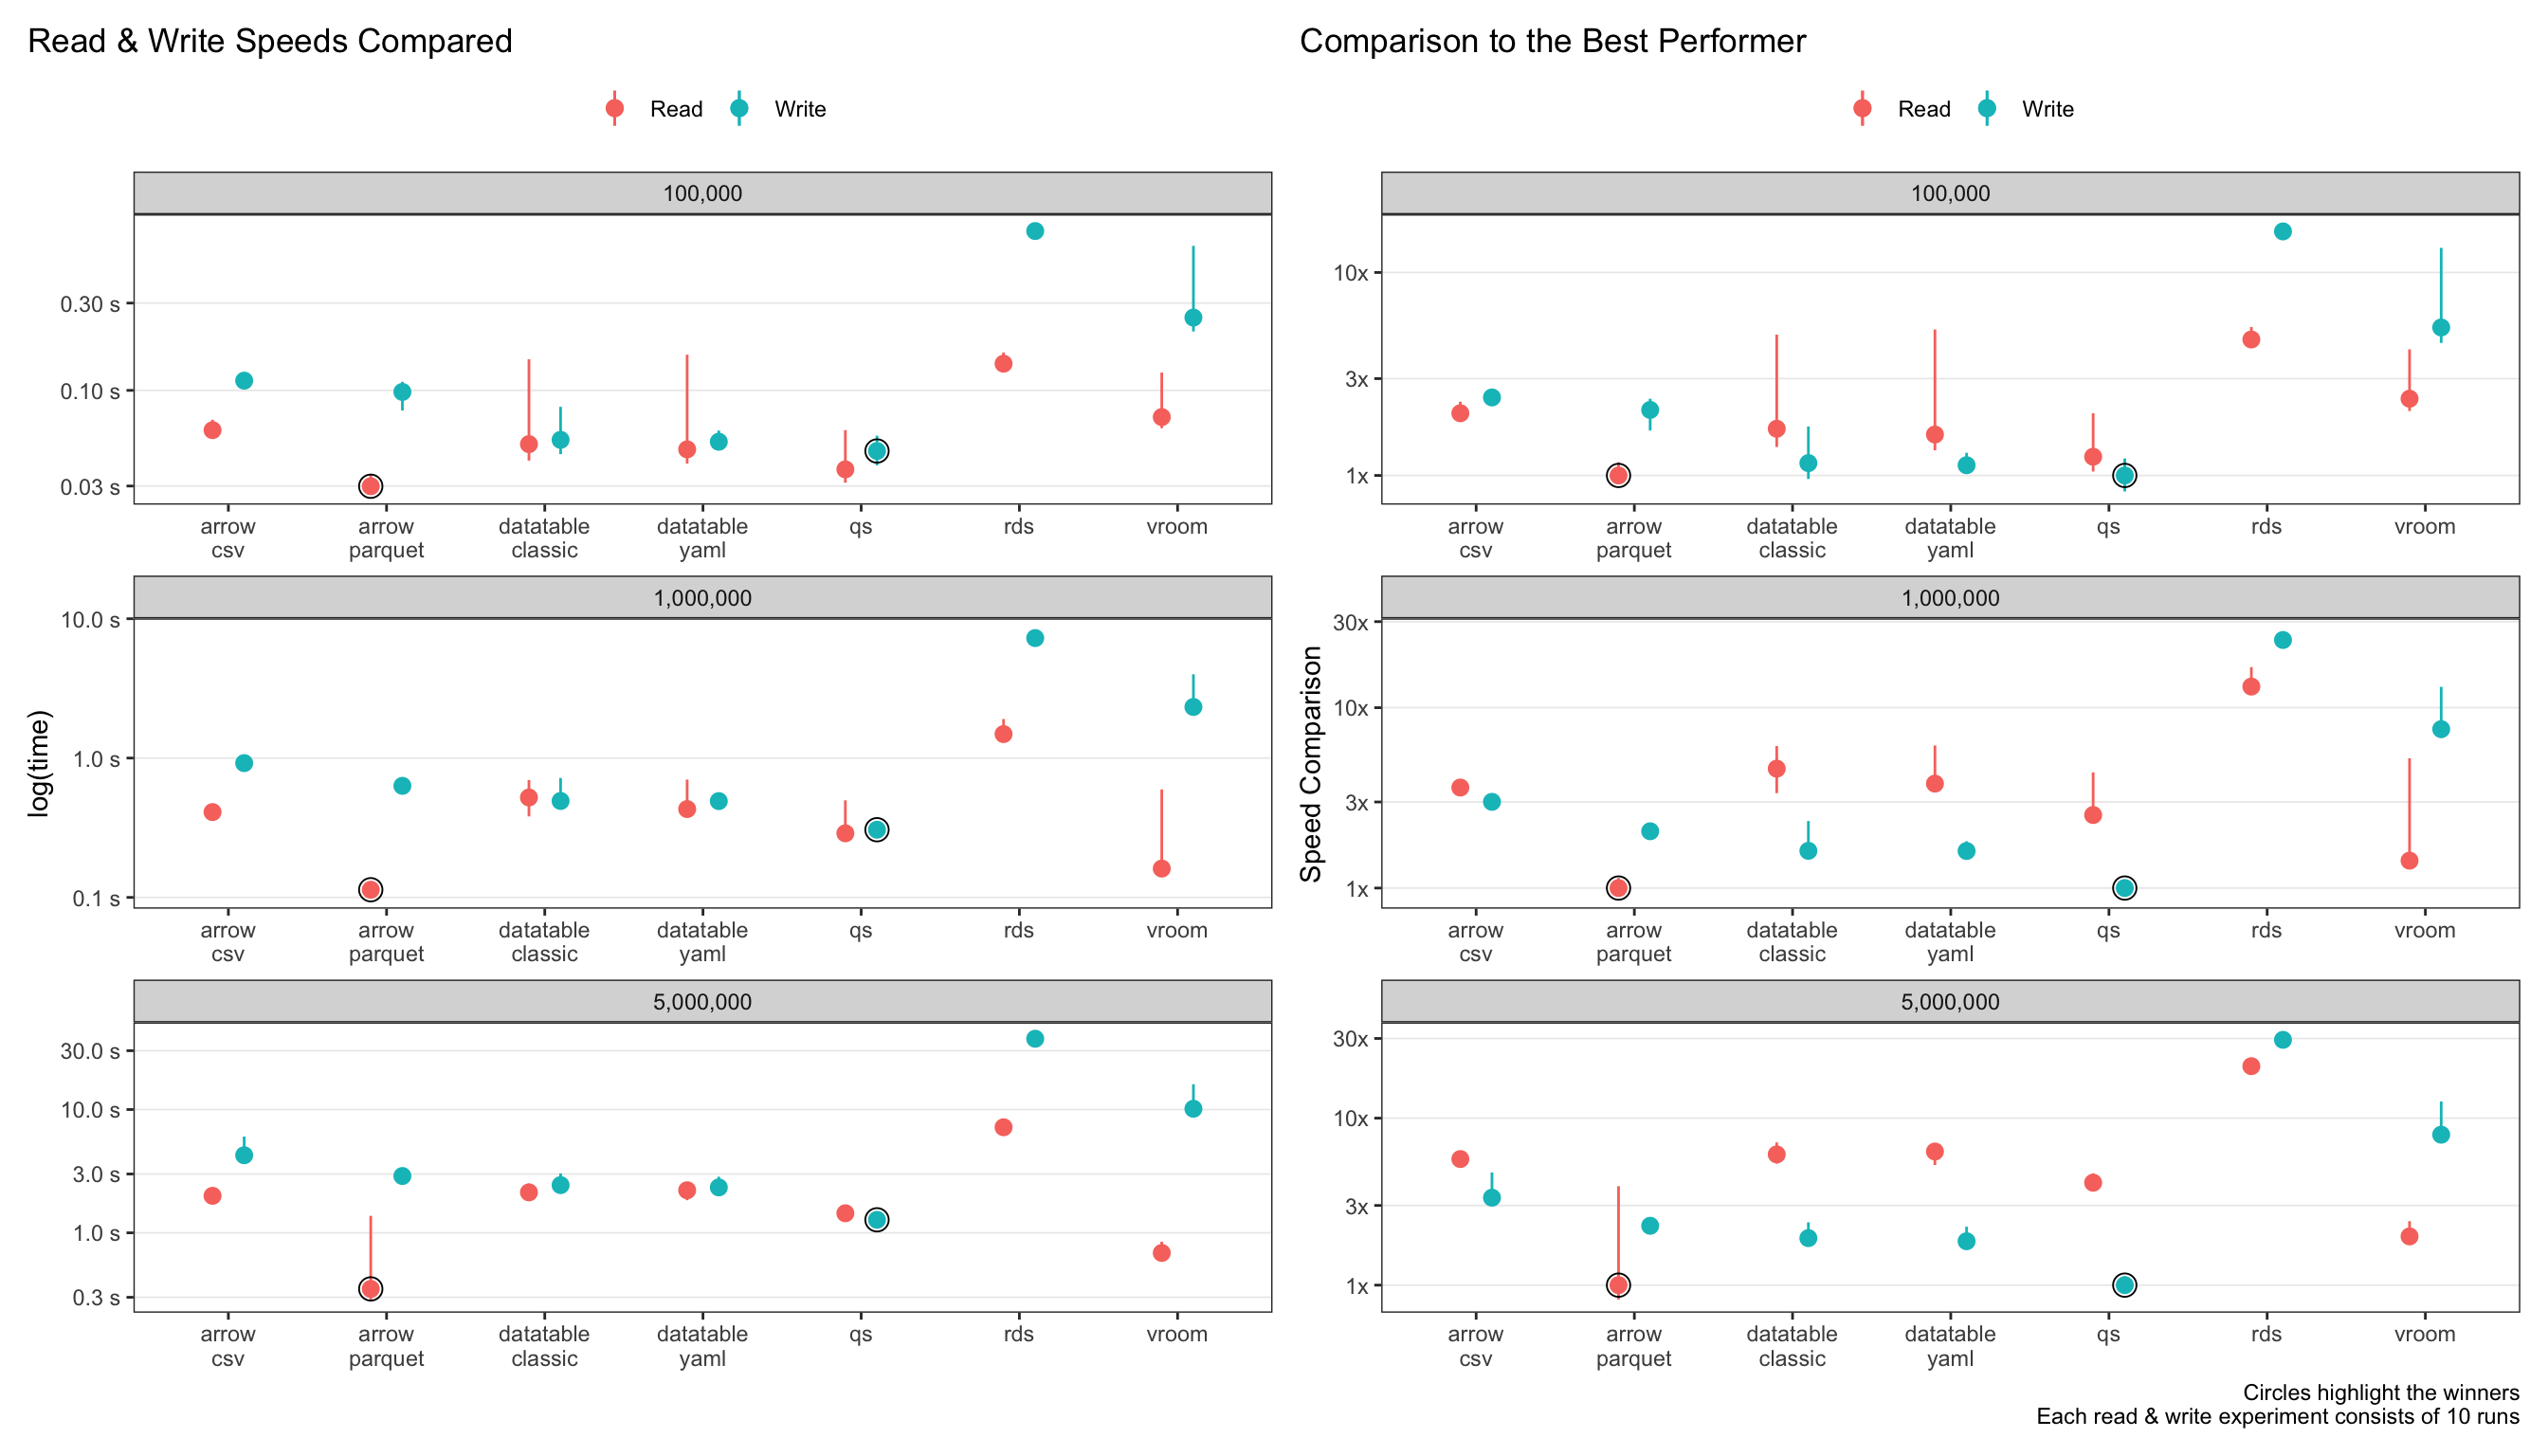 Read & Write Speeds Compared
Read Write
100,000
0.30 s
0.10 s
0.03 s
arrow csv
arrow parquet
datatable classic
datatable yaml
qs
rds
vroom
log(time)
1,000,000
10.0 s
1.0 s
0.1 s
arrow csv
arrow parquet
datatable classic
datatable yaml
qs
rds
vroom
5,000,000
30.0 s
10.0 s
3.0 s
1.0 s
0.3 s
arrow csv
arrow parquet
datatable classic
datatable yaml
qs
rds
vroom
Comparison to the Best Performer
Read Write
100,000
10x
3x
1x
arrow csv
arrow parquet
datatable classic
datatable yaml
qs
rds
vroom
Speed Comparison
1,000,000
30x
10x
3x
1x
arrow csv
arrow parquet
datatable classic
datatable yaml
qs
rds
vroom
5,000,000
30x
10x
3x
1x
arrow csv
arrow parquet
datatable classic
datatable yaml
qs
rds
vroom
Circles highlight the winners
Each read & write experiment consists of 10 runs